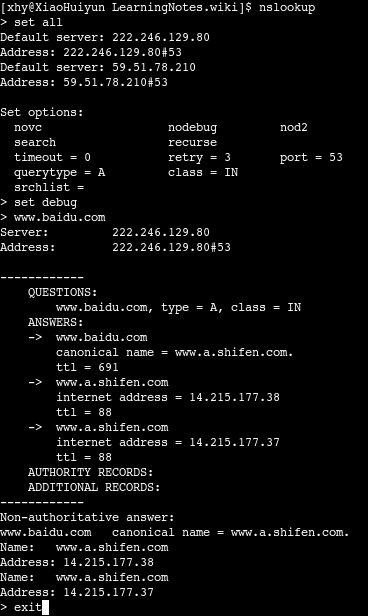 [xhy@XiaoHuiyun LearningNotes.wiki]$ nslookup
> set all
Default server: 222.246.129.80
Address: 222.246.129.80#53
Default server: 59.51.78.210
Address: 59.51.78.210#53

Set options:
  novc                  nodebug         nod2
  search                recurse
  timeout = 0           retry = 3       port = 53
  querytype = A         class = IN
  srchlist =
> set debug
> www.baidu.com
Server:         222.246.129.80
Address:        222.246.129.80#53

------------
    QUESTIONS:
        www.baidu.com, type = A, class = IN
    ANSWERS:
    ->  www.baidu.com
        canonical name = www.a.shifen.com.
        ttl = 691
    ->  www.a.shifen.com
        internet address = 14.215.177.38
        ttl = 88
    ->  www.a.shifen.com
        internet address = 14.215.177.37
        ttl = 88
    AUTHORITY RECORDS:
    ADDITIONAL RECORDS:
------------
Non-authoritative answer:
www.baidu.com   canonical name = www.a.shifen.com.
Name:   www.a.shifen.com
Address: 14.215.177.38
Name:   www.a.shifen.com
Address: 14.215.177.37
> exit